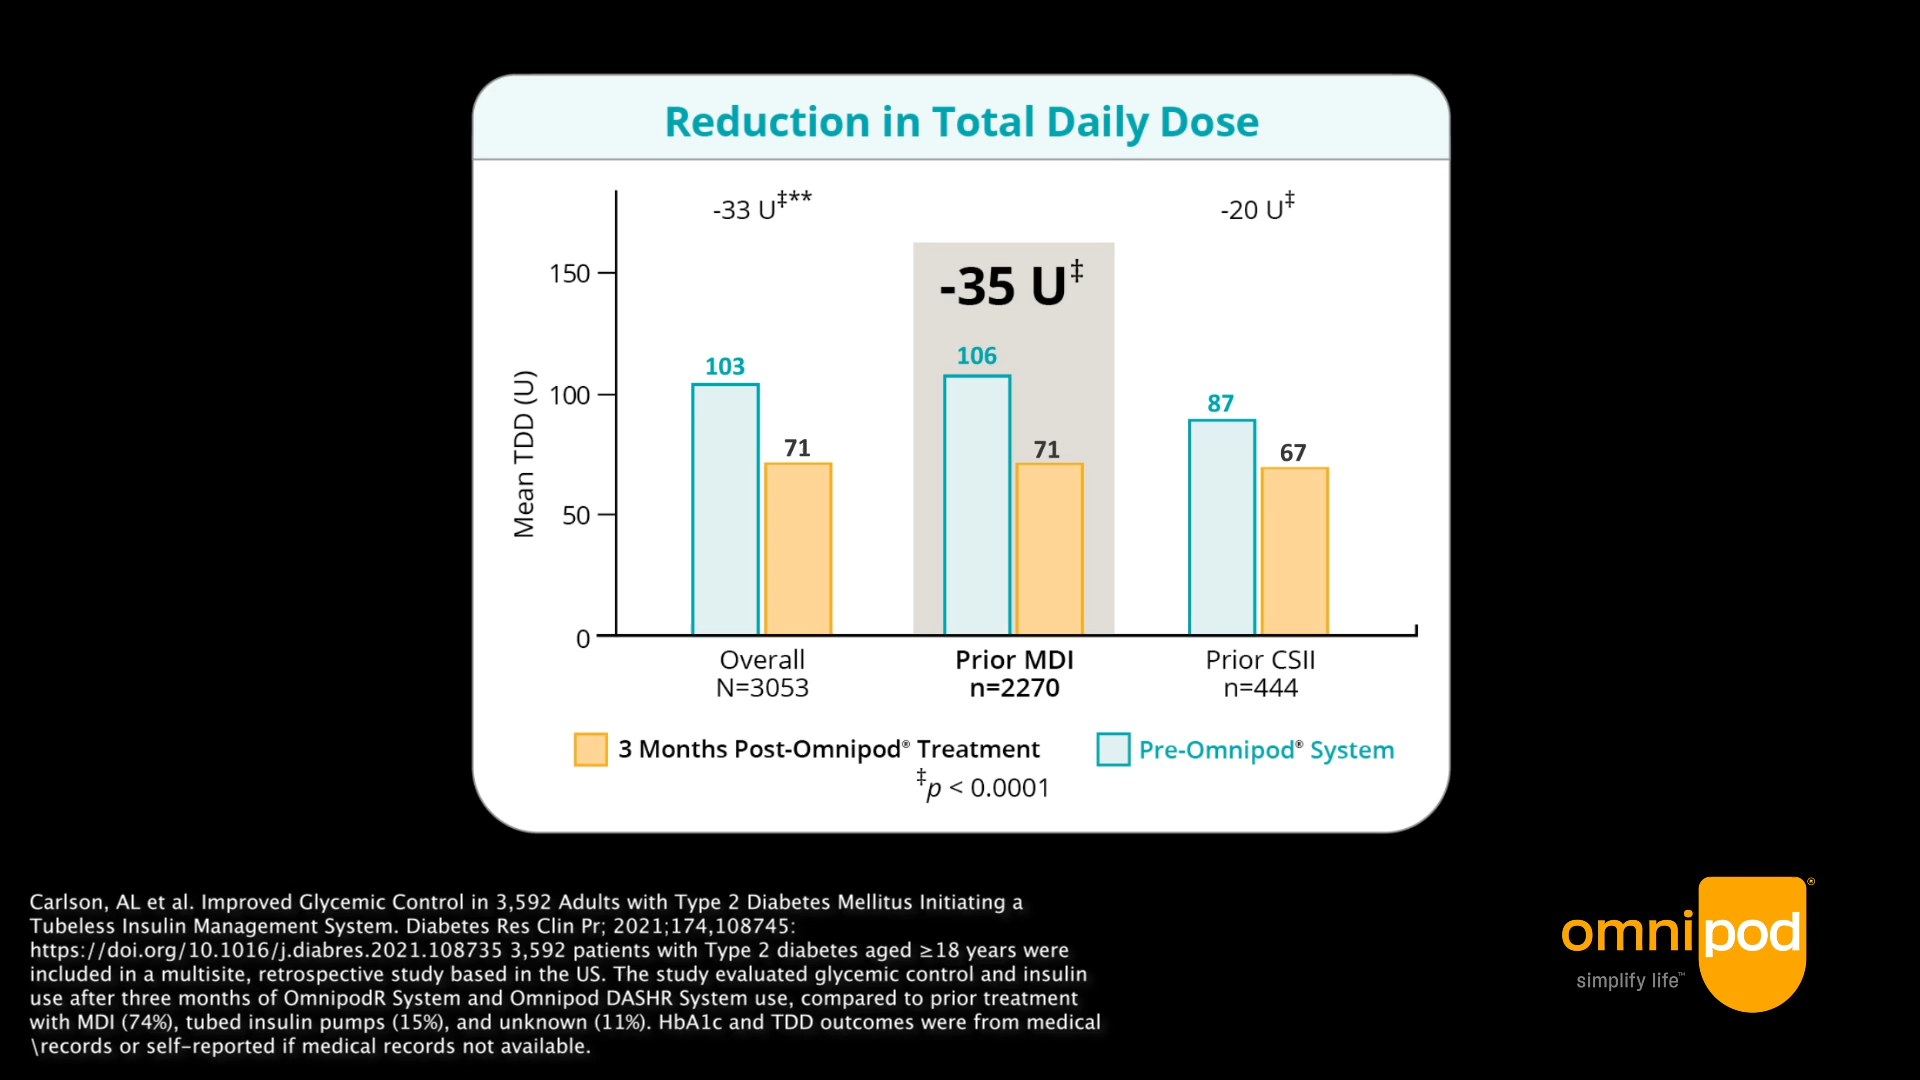 Reduction in Total Daily Dose
-33 U‡**
-35 U‡
-20 U‡
Mean TDD (U)
150
100
50
0
103
71
106
71
87
67
Overall
N=3053
Prior MDI
n=2270
Prior CSII
n=444
3 Months Post-Omnipod® Treatment
Pre-Omnipod® System
‡p < 0.0001
Carlson, AL et al. Improved Glycemic Control in 3,592 Adults with Type 2 Diabetes Mellitus Initiating a
Tubeless Insulin Management System. Diabetes Res Clin Pr; 2021;174,108745:
https://doi.org/10.1016/j.diabres.2021.108735 3,592 patients with Type 2 diabetes aged ≥18 years were
included in a multisite, retrospective study based in the US. The study evaluated glycemic control and insulin
use after three months of OmnipodR System and Omnipod DASHR System use, compared to prior treatment
with MDI (74%), tubed insulin pumps (15%), and unknown (11%). HbA1c and TDD outcomes were from medical
\records or self-reported if medical records not available.
omnipod®
simplify life™